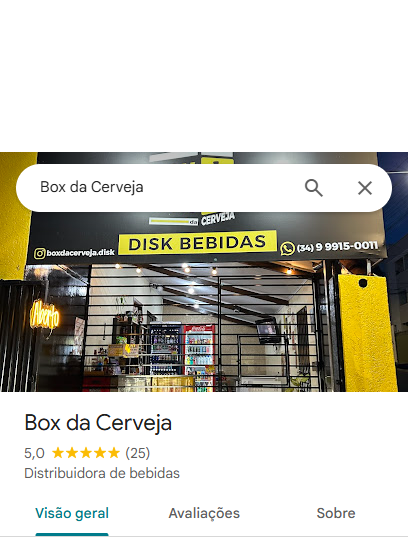 Box da Cerveja
da CERVEJA
boxdacerveja.disk
DISK BEBIDAS
(34) 9 9915-0011
Aberto
Box da Cerveja
5,0 (25)
Distribuidora de bebidas
Visão geral Avaliações Sobre